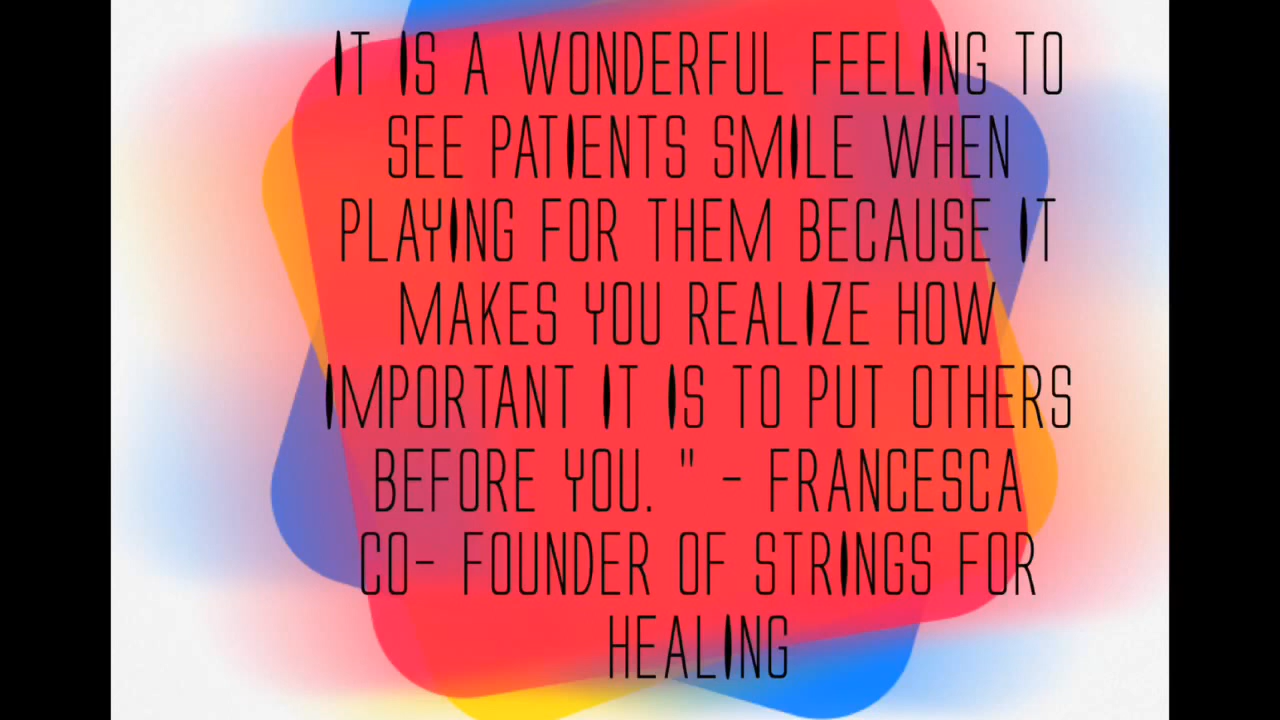 IT IS A WONDERFUL FEELING TO
SEE PATIENTS SMILE WHEN
PLAYING FOR THEM BECAUSE IT
MAKES YOU REALIZE HOW
IMPORTANT IT IS TO PUT OTHERS
BEFORE YOU. " - FRANCESCA
CO- FOUNDER OF STRINGS FOR
HEALING